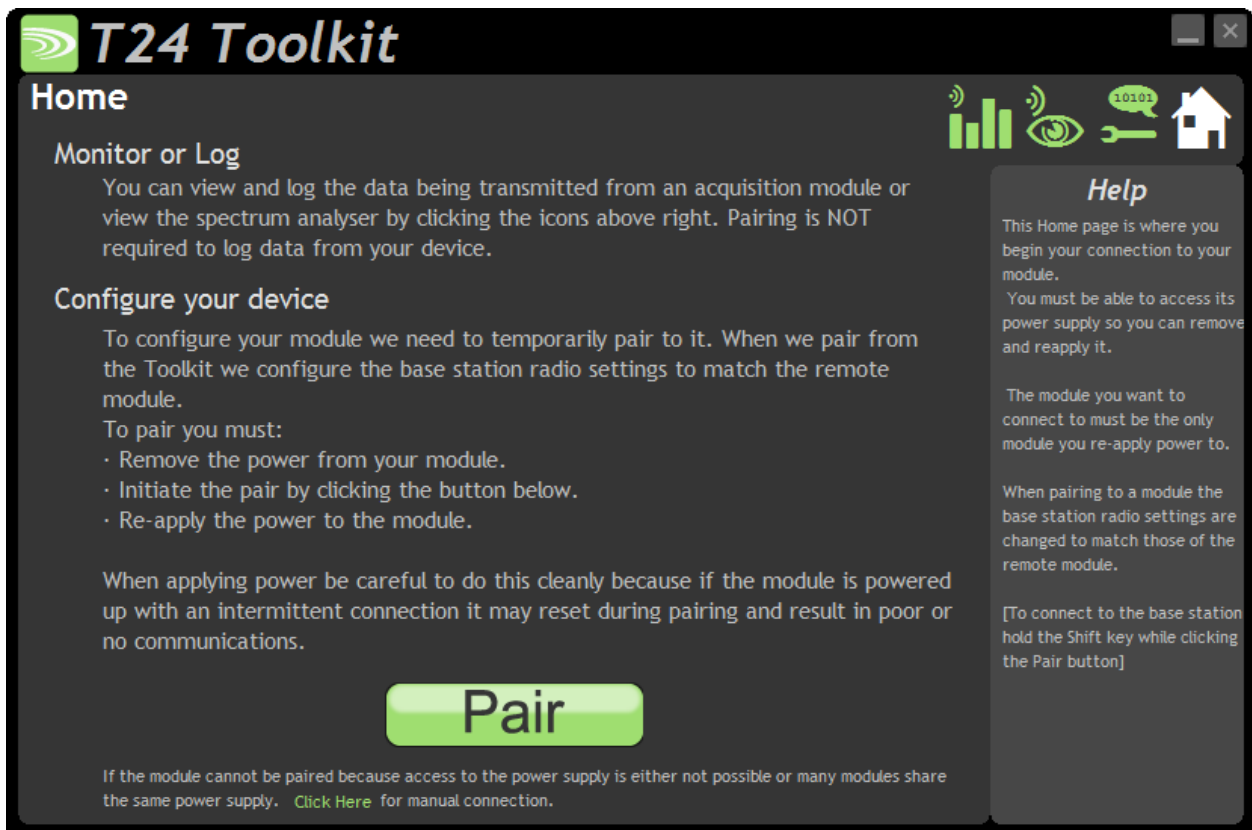 T24 Toolkit
Home
10101
Monitor or Log
You can view and log the data being transmitted from an acquisition module or
view the spectrum analyser by clicking the icons above right. Pairing is NOT
required to log data from your device.
Configure your device
To configure your module we need to temporarily pair to it. When we pair from
the Toolkit we configure the base station radio settings to match the remote
module.
To pair you must:
· Remove the power from your module.
· Initiate the pair by clicking the button below.
· Re-apply the power to the module.
When applying power be careful to do this cleanly because if the module is powered
up with an intermittent connection it may reset during pairing and result in poor or
no communications.
Pair
If the module cannot be paired because access to the power supply is either not possible or many modules share
the same power supply. Click Here for manual connection.
Help
This Home page is where you
begin your connection to your
module.
You must be able to access its
power supply so you can remove
and reapply it.
The module you want to
connect to must be the only
module you re-apply power to.
When pairing to a module the
base station radio settings are
changed to match those of the
remote module.
[To connect to the base station
hold the Shift key while clicking
the Pair button]